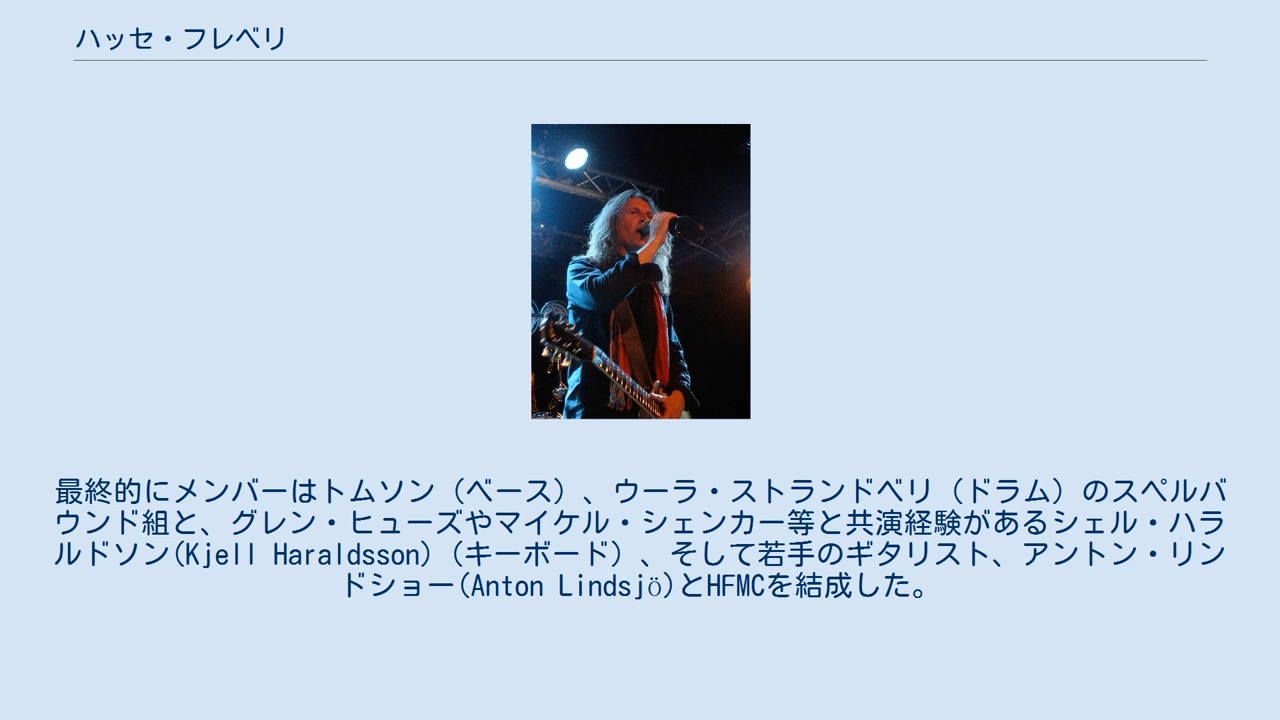 ハッセ・フレベリ
最終的にメンバーはトムソン（ベース）、ウーラ・ストランドベリ（ドラム）のスペルバ
ウンド組と、グレン・ヒューズやマイケル・シェンカー等と共演経験があるシェル・ハラ
ルドソン(Kjell Haraldsson)（キーボード）、そして若手のギタリスト、アントン・リン
ドショー(Anton Lindsjö)とHFMCを結成した。